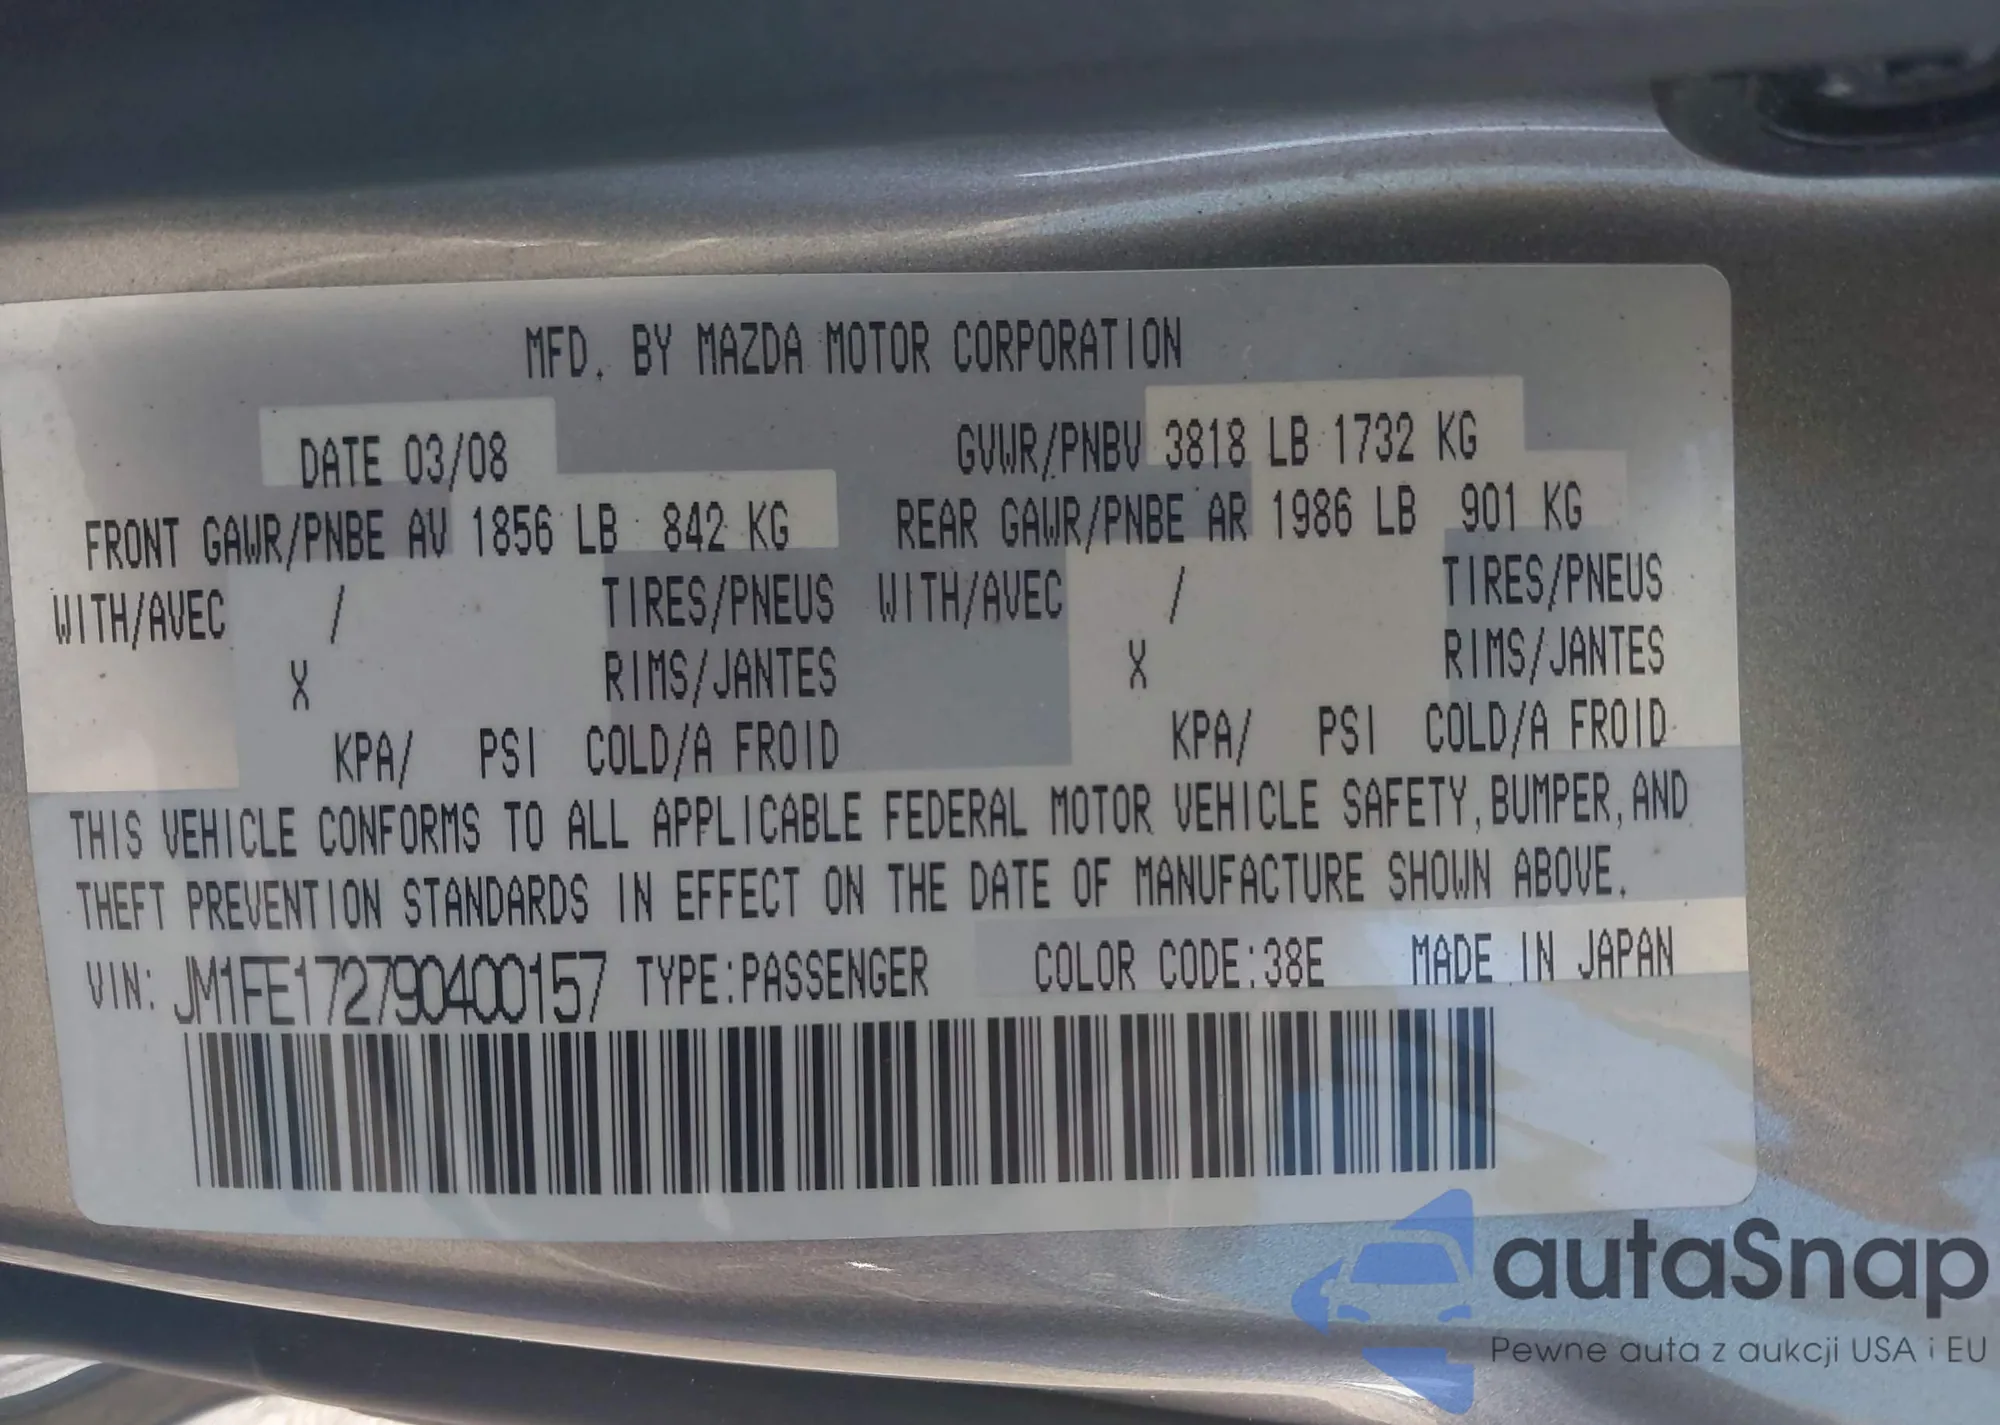 MFD. BY MAZDA MOTOR CORPORATION
DATE 03/08 GVWR/PNBV 3818 LB 1732 KG
FRONT GAWR/PNBE AV 1856 LB 842 KG REAR GAWR/PNBE AR 1986 LB 901 KG
WITH/AVEC / TIRES/PNEUS WITH/AVEC / TIRES/PNEUS
X RIMS/JANTES X RIMS/JANTES
KPA/ PSI COLD/A FROID KPA/ PSI COLD/A FROID
THIS VEHICLE CONFORMS TO ALL APPLICABLE FEDERAL MOTOR VEHICLE SAFETY, BUMPER, AND
THEFT PREVENTION STANDARDS IN EFFECT ON THE DATE OF MANUFACTURE SHOWN ABOVE.
VIN: JM1FE172790400157 TYPE:PASSENGER COLOR CODE:38E MADE IN JAPAN
autaSnap
Pewne auta z aukcji USA i EU